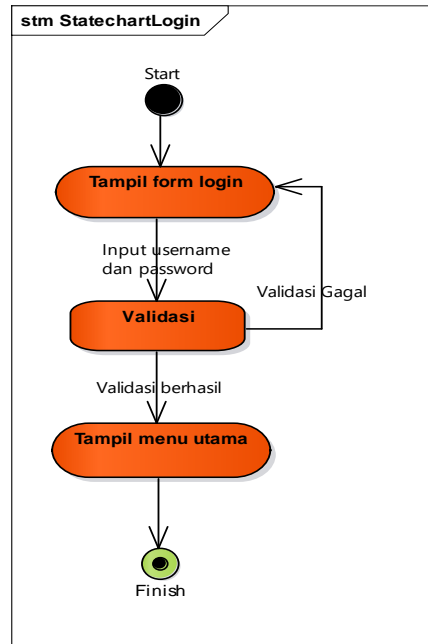 stm StatechartLogin
Start
Tampil form login
Input username
dan password
Validasi Gagal
Validasi
Validasi berhasil
Tampil menu utama
Finish